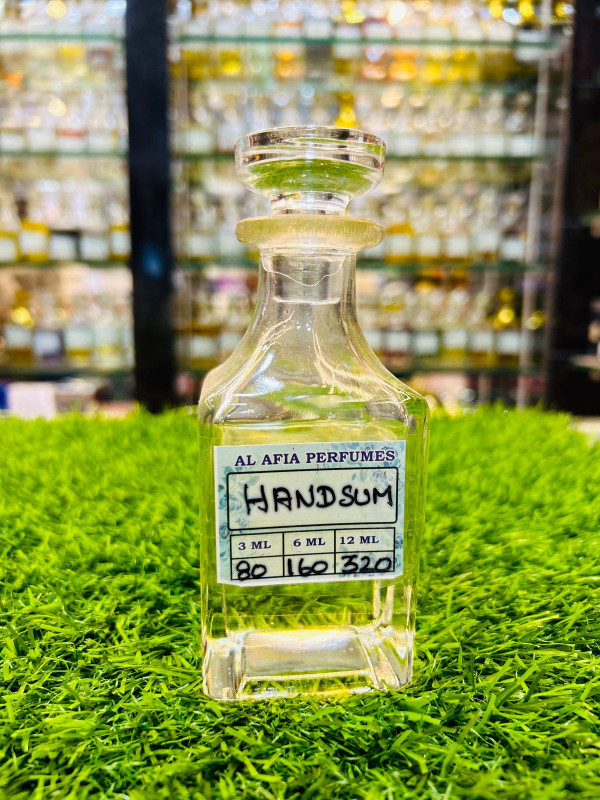 AL AFIA PERFUMES
HANDSUM
3 ML 6 ML 12 ML
80 160 320